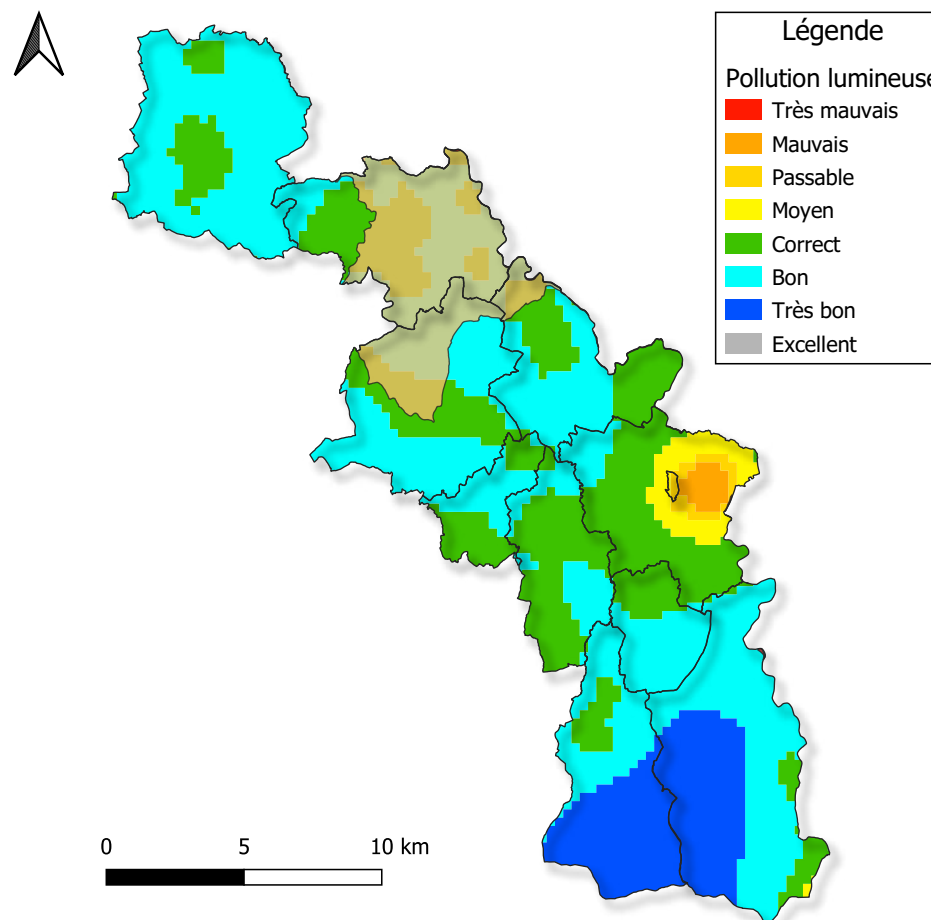 Légende
Pollution lumineuse
Très mauvais
Mauvais
Passable
Moyen
Correct
Bon
Très bon
Excellent
0 5 10 km